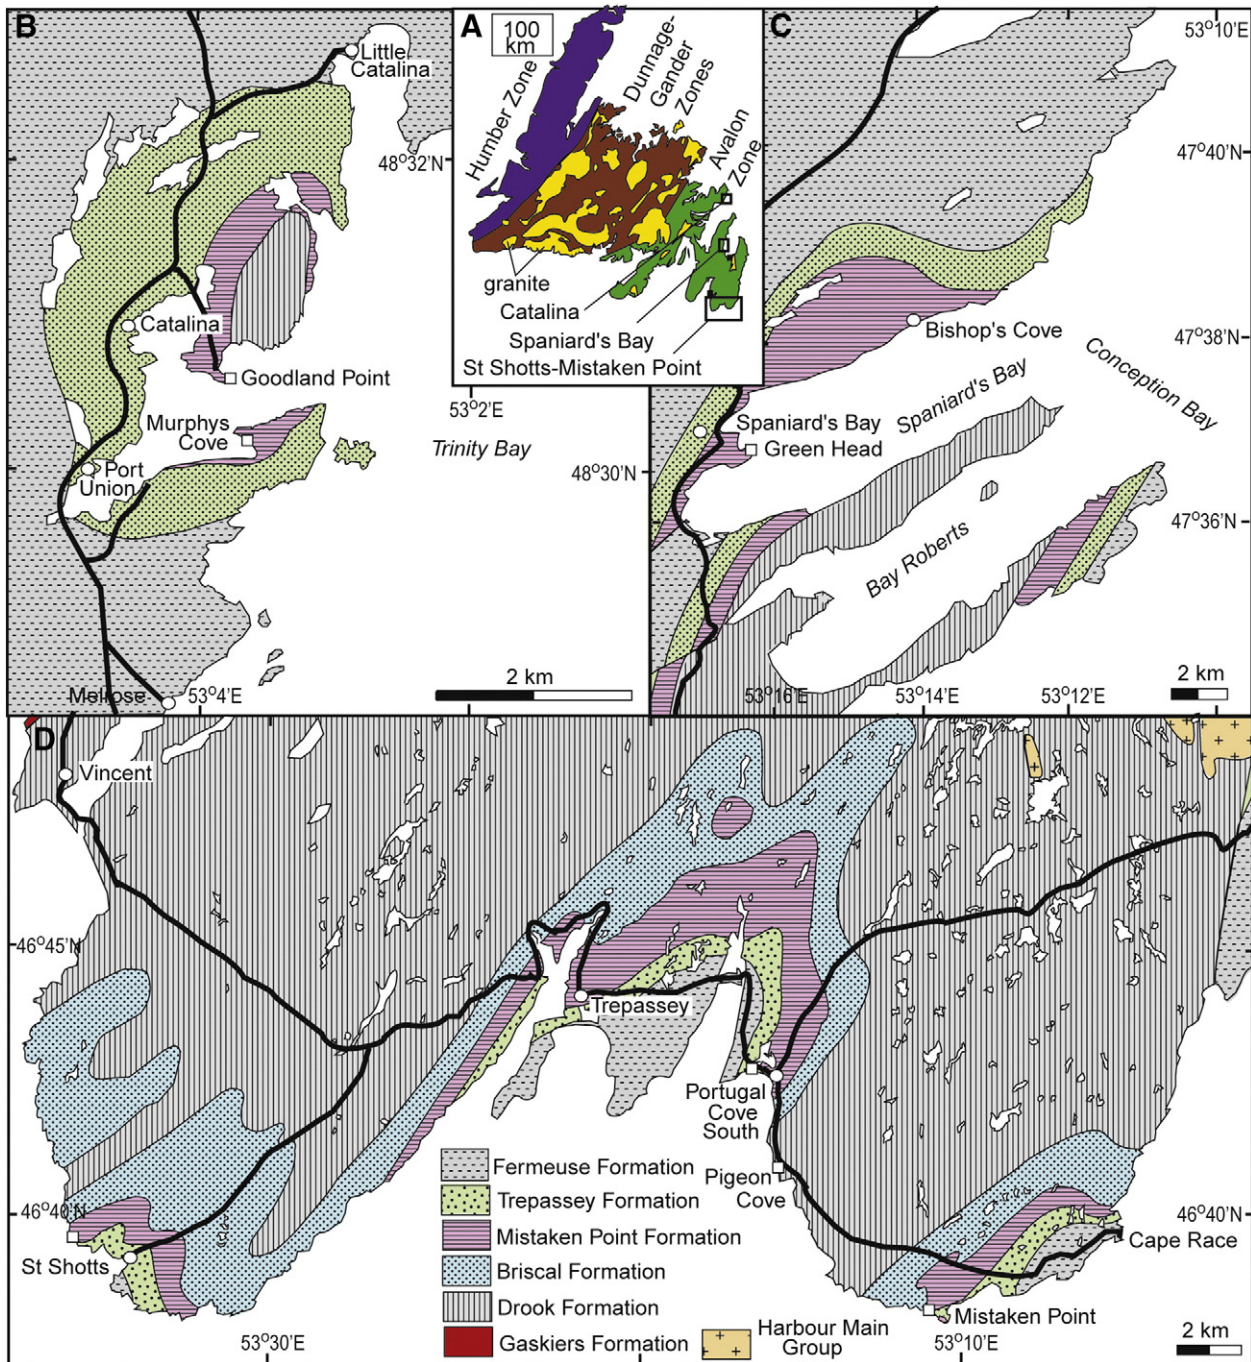 B
Little
Catalina
48°32'N
Catalina
Goodland Point
Murphys
Cove
Port
Union
Trinity Bay
53°2'E
48°30'N
Melrose
53°4'E
2 km
A
100
km
Humber Zone
Dunnage-
Gander
Zones
Avalon
Zone
granite
Catalina
Spaniard's Bay
St Shotts-Mistaken Point
C
53°10'E
47°40'N
Bishop's Cove
47°38'N
Conception Bay
Spaniard's Bay
Spaniard's Bay
Green Head
47°36'N
Bay Roberts
2 km
53°16'E
53°14'E
53°12'E
D
Vincent
46°45'N
Trepassey
Portugal
Cove
South
Pigeon
Cove
46°40'N
46°40'N
St Shotts
Cape Race
Mistaken Point
53°30'E
53°10'E
2 km
Fermeuse Formation
Trepassey Formation
Mistaken Point Formation
Briscal Formation
Drook Formation
Gaskiers Formation
Harbour Main
Group